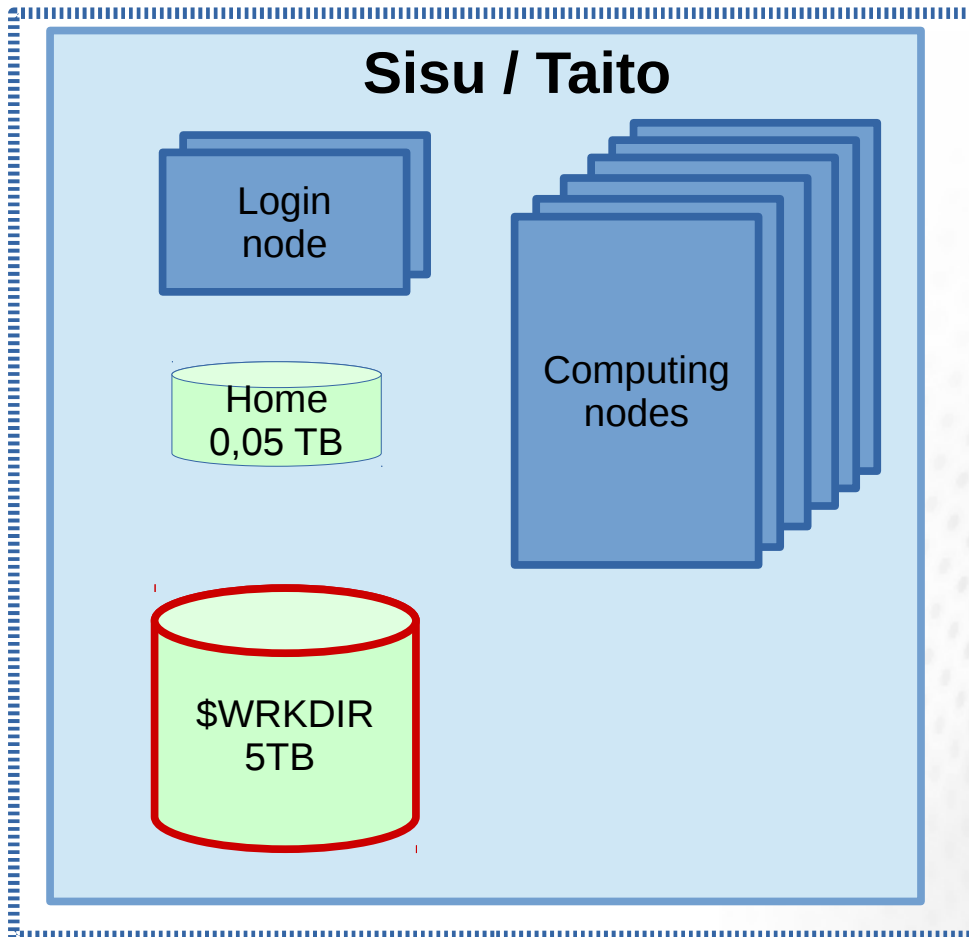 Sisu / Taito
Login
node
Computing
nodes
Home
0,05 TB
$WRKDIR
5TB